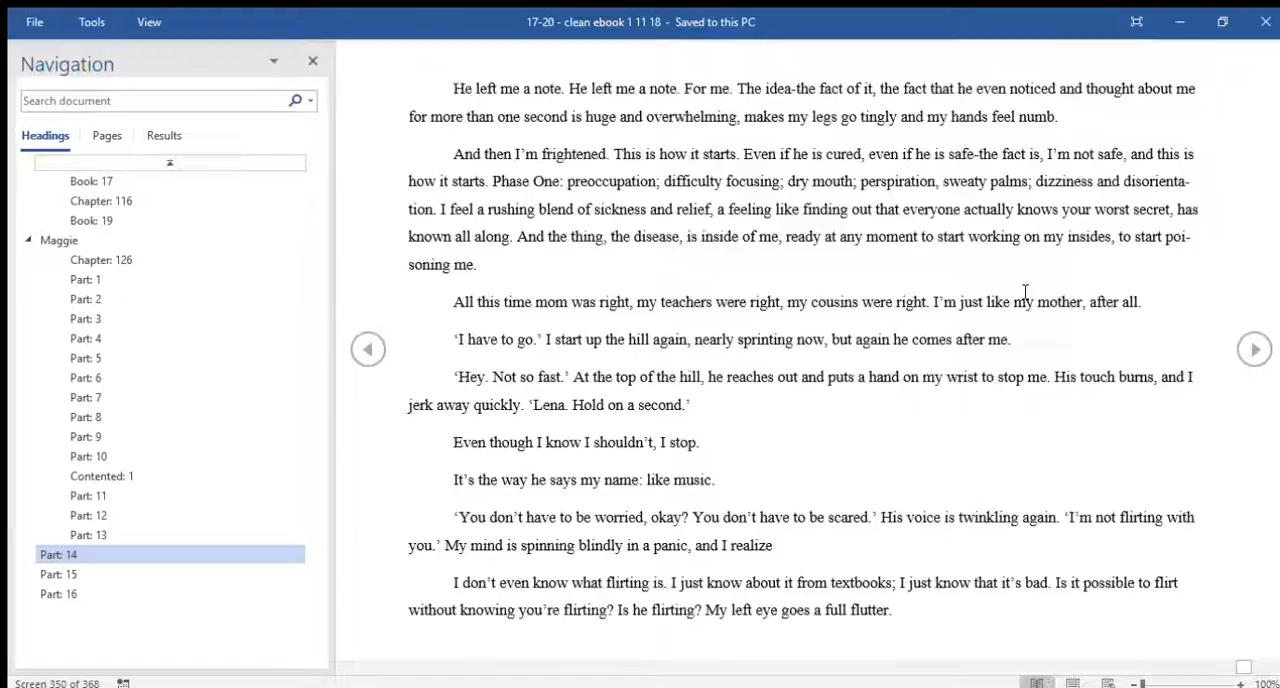 File Tools View 17-20 - clean ebook 1 11 18 - Saved to this PC
Navigation
Search document
Headings Pages Results
Book: 17
Chapter: 116
Book: 19
Maggie
Chapter: 126
Part: 1
Part: 2
Part: 3
Part: 4
Part: 5
Part: 6
Part: 7
Part: 8
Part: 9
Part: 10
Contented: 1
Part: 11
Part: 12
Part: 13
Part: 14
Part: 15
Part: 16
He left me a note. He left me a note. For me. The idea-the fact of it, the fact that he even noticed and thought about me
for more than one second is huge and overwhelming, makes my legs go tingly and my hands feel numb.
And then I’m frightened. This is how it starts. Even if he is cured, even if he is safe-the fact is, I’m not safe, and this is
how it starts. Phase One: preoccupation; difficulty focusing; dry mouth; perspiration, sweaty palms; dizziness and disorienta-
tion. I feel a rushing blend of sickness and relief, a feeling like finding out that everyone actually knows your worst secret, has
known all along. And the thing, the disease, is inside of me, ready at any moment to start working on my insides, to start poi-
soning me.
All this time mom was right, my teachers were right, my cousins were right. I’m just like my mother, after all.
‘I have to go.’ I start up the hill again, nearly sprinting now, but again he comes after me.
‘Hey. Not so fast.’ At the top of the hill, he reaches out and puts a hand on my wrist to stop me. His touch burns, and I
jerk away quickly. ‘Lena. Hold on a second.’
Even though I know I shouldn’t, I stop.
It’s the way he says my name: like music.
‘You don’t have to be worried, okay? You don’t have to be scared.’ His voice is twinkling again. ‘I’m not flirting with
you.’ My mind is spinning blindly in a panic, and I realize
I don’t even know what flirting is. I just know about it from textbooks; I just know that it’s bad. Is it possible to flirt
without knowing you’re flirting? Is he flirting? My left eye goes a full flutter.
Screen 350 of 368
100%